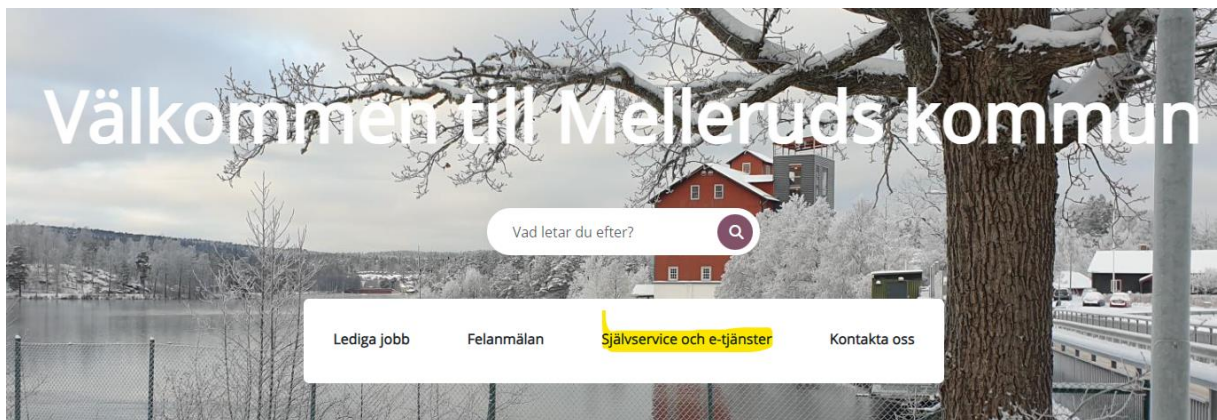 Välkommen till Melleruds kommun
Vad letar du efter?
Lediga jobb Felanmälan Självservice och e-tjänster Kontakta oss